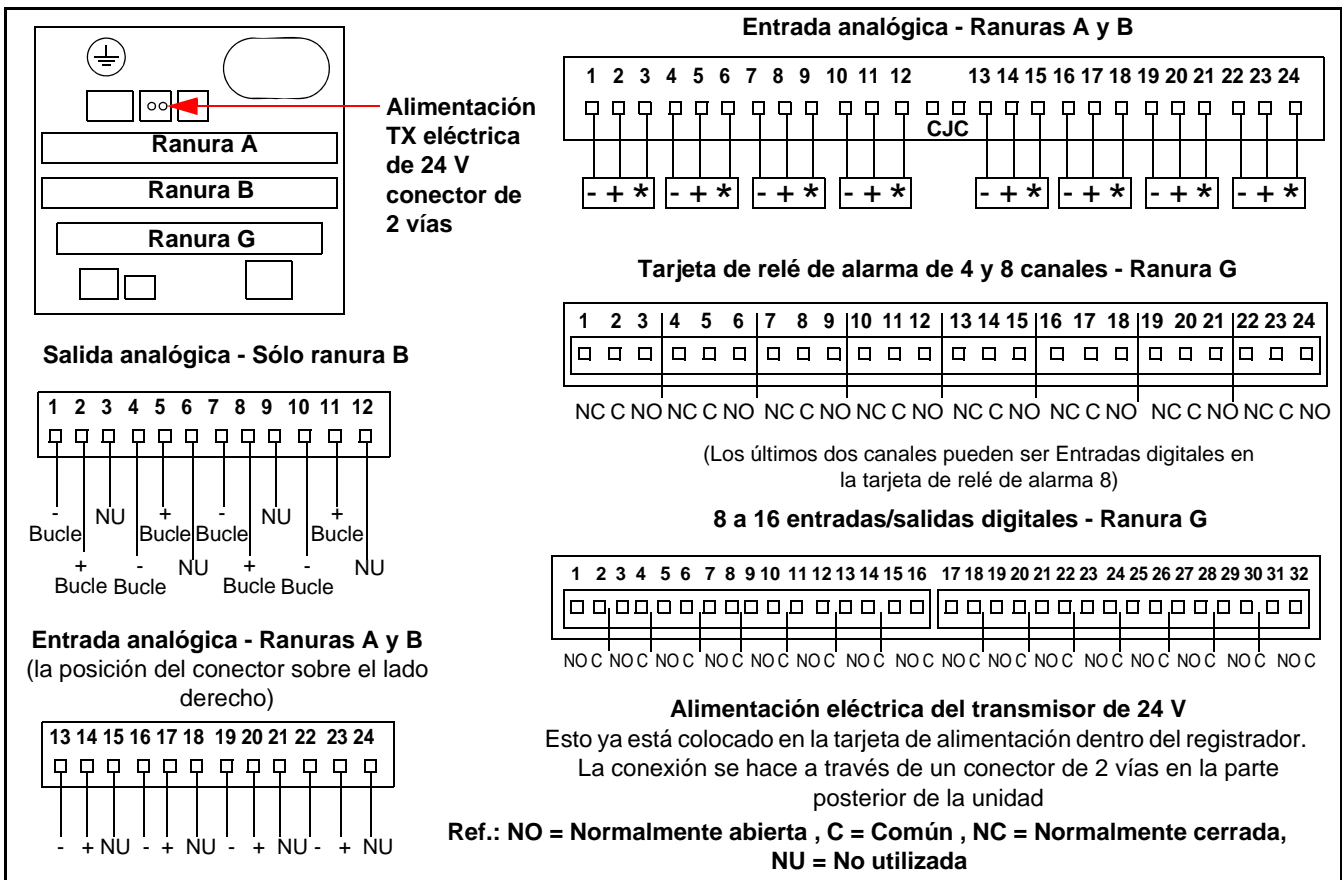 Ranura A
Ranura B
Ranura G
Alimentación
TX eléctrica
de 24 V
conector de
2 vías
Salida analógica - Sólo ranura B
1 2 3 4 5 6 7 8 9 10 11 12
- NU + - NU +
Bucle Bucle Bucle Bucle
+ - NU + - NU
Bucle Bucle Bucle Bucle
Entrada analógica - Ranuras A y B
(la posición del conector sobre el lado
derecho)
13 14 15 16 17 18 19 20 21 22 23 24
- + NU - + NU - + NU - + NU
Entrada analógica - Ranuras A y B
1 2 3 4 5 6 7 8 9 10 11 12 13 14 15 16 17 18 19 20 21 22 23 24
CJC
- + * - + * - + * - + * - + * - + * - + * - + *
Tarjeta de relé de alarma de 4 y 8 canales - Ranura G
1 2 3 4 5 6 7 8 9 10 11 12 13 14 15 16 17 18 19 20 21 22 23 24
NC C NO NC C NO NC C NO NC C NO NC C NO NC C NO NC C NO NC C NO
(Los últimos dos canales pueden ser Entradas digitales en
la tarjeta de relé de alarma 8)
8 a 16 entradas/salidas digitales - Ranura G
1 2 3 4 5 6 7 8 9 10 11 12 13 14 15 16 17 18 19 20 21 22 23 24 25 26 27 28 29 30 31 32
NO C NO C NO C NO C NO C NO C NO C NO C NO C NO C NO C NO C NO C NO C NO C NO C
Alimentación eléctrica del transmisor de 24 V
Esto ya está colocado en la tarjeta de alimentación dentro del registrador.
La conexión se hace a través de un conector de 2 vías en la parte
posterior de la unidad
Ref.: NO = Normalmente abierta , C = Común , NC = Normalmente cerrada,
NU = No utilizada